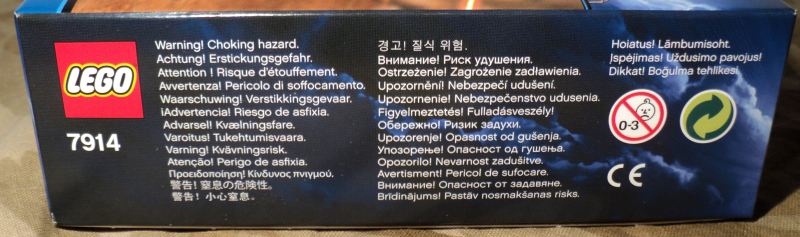 LEGO
7914
Warning! Choking hazard.
Achtung! Erstickungsgefahr.
Attention ! Risque d'étouffement.
Avvertenza! Pericolo di soffocamento.
Waarschuwing! Verstikkingsgevaar.
¡Advertencia! Riesgo de asfixia.
Advarsel! Kvælningsfare.
Varoitus! Tukehtumisvaara.
Varning! Kvävningsrisk.
Atenção! Perigo de asfixia.
Προειδοποίηση! Κίνδυνος πνιγμού.
警告! 窒息の危険性。
警告！小心窒息。
경고! 질식 위험.
Внимание! Риск удушения.
Ostrzeżenie! Zagrożenie zadławienia.
Upozornění! Nebezpečí udušení.
Upozornenie! Nebezpečenstvo udusenia.
Figyelmeztetés! Fulladásveszély!
Обережно! Ризик задухи.
Upozorenje! Opasnost od gušenja.
Упозорење! Опасност од гушења.
Opozorilo! Nevarnost zadušitve.
Avertisment! Pericol de sufocare.
Внимание! Опасност от задавяне.
Brīdinājums! Pastāv nosmakšanas risks.
Hoiatus! Lämbumisoht.
Įspėjimas! Uždusimo pavojus!
Dikkat! Boğulma tehlikesi.
0-3
CE